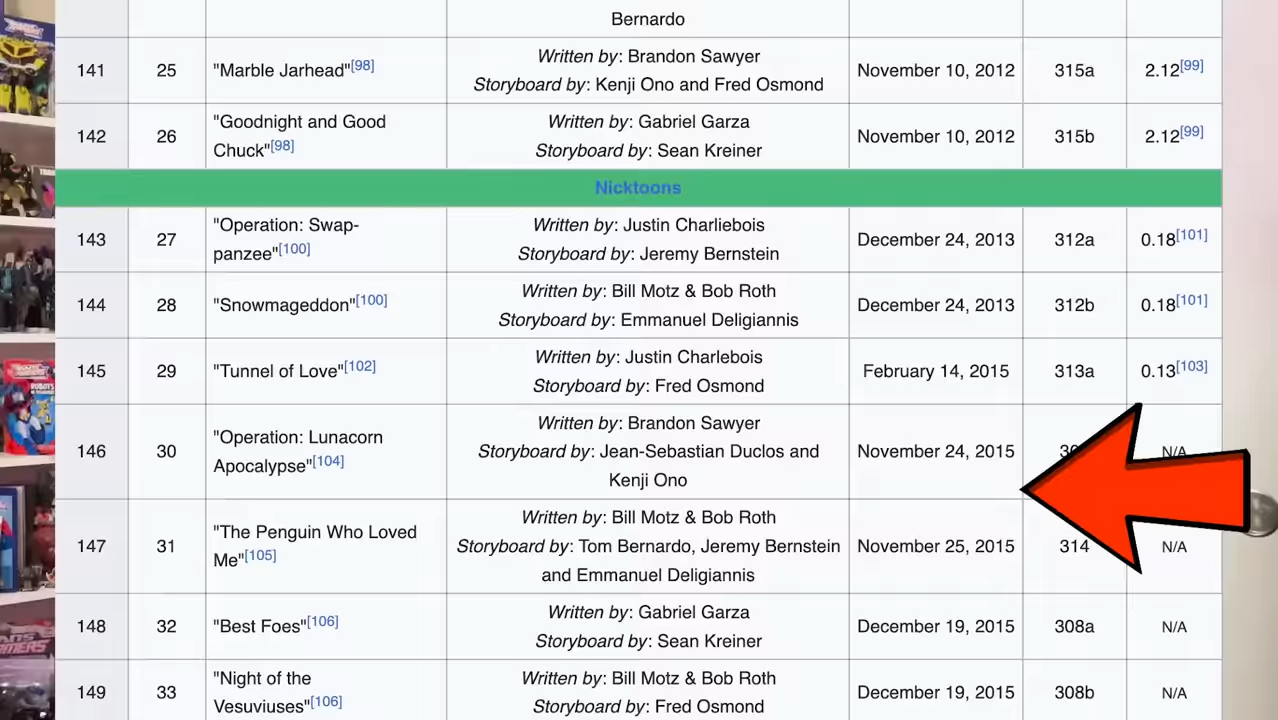 Bernardo
141 25 "Marble Jarhead"[98] Written by: Brandon Sawyer November 10, 2012 315a 2.12[99]
Storyboard by: Kenji Ono and Fred Osmond
142 26 "Goodnight and Good Written by: Gabriel Garza November 10, 2012 315b 2.12[99]
Chuck"[98] Storyboard by: Sean Kreiner
Nicktoons
143 27 "Operation: Swap- Written by: Justin Charliebois December 24, 2013 312a 0.18[101]
panzee"[100] Storyboard by: Jeremy Bernstein
144 28 "Snowmageddon"[100] Written by: Bill Motz & Bob Roth December 24, 2013 312b 0.18[101]
Storyboard by: Emmanuel Deligiannis
145 29 "Tunnel of Love"[102] Written by: Justin Charlebois February 14, 2015 313a 0.13[103]
Storyboard by: Fred Osmond
146 30 "Operation: Lunacorn Written by: Brandon Sawyer November 24, 2015 N/A
Apocalypse"[104] Storyboard by: Jean-Sebastian Duclos and
Kenji Ono
147 31 "The Penguin Who Loved Written by: Bill Motz & Bob Roth November 25, 2015 314 N/A
Me"[105] Storyboard by: Tom Bernardo, Jeremy Bernstein
and Emmanuel Deligiannis
148 32 "Best Foes"[106] Written by: Gabriel Garza December 19, 2015 308a N/A
Storyboard by: Sean Kreiner
149 33 "Night of the Written by: Bill Motz & Bob Roth December 19, 2015 308b N/A
Vesuviuses"[106] Storyboard by: Fred Osmond